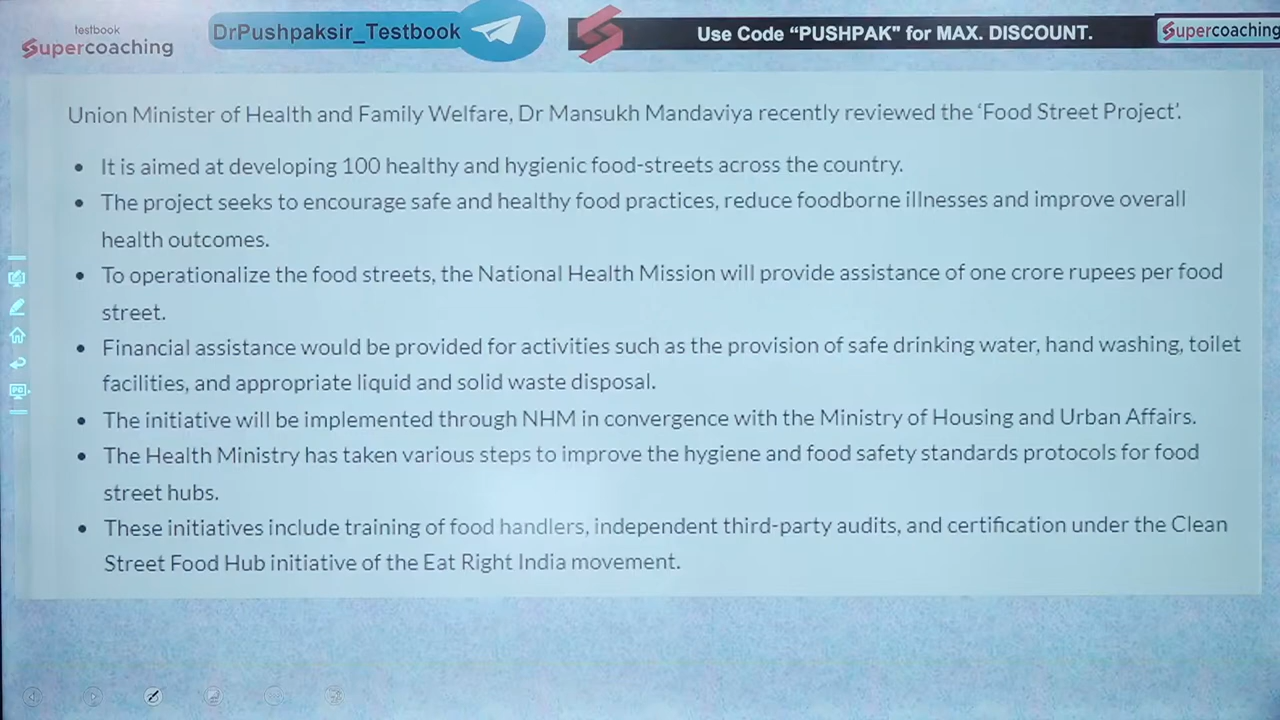 testbook
Supercoaching
DrPushpaksir_Testbook
Use Code “PUSHPAK” for MAX. DISCOUNT.
Supercoaching
Union Minister of Health and Family Welfare, Dr Mansukh Mandaviya recently reviewed the ‘Food Street Project’.
• It is aimed at developing 100 healthy and hygienic food-streets across the country.
• The project seeks to encourage safe and healthy food practices, reduce foodborne illnesses and improve overall
health outcomes.
• To operationalize the food streets, the National Health Mission will provide assistance of one crore rupees per food
street.
• Financial assistance would be provided for activities such as the provision of safe drinking water, hand washing, toilet
facilities, and appropriate liquid and solid waste disposal.
• The initiative will be implemented through NHM in convergence with the Ministry of Housing and Urban Affairs.
• The Health Ministry has taken various steps to improve the hygiene and food safety standards protocols for food
street hubs.
• These initiatives include training of food handlers, independent third-party audits, and certification under the Clean
Street Food Hub initiative of the Eat Right India movement.